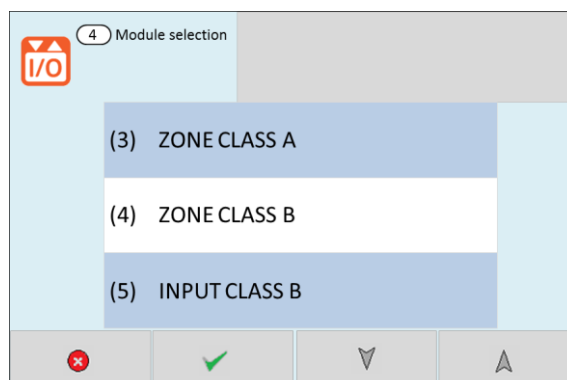 4 Module selection
I/O
(3) ZONE CLASS A
(4) ZONE CLASS B
(5) INPUT CLASS B